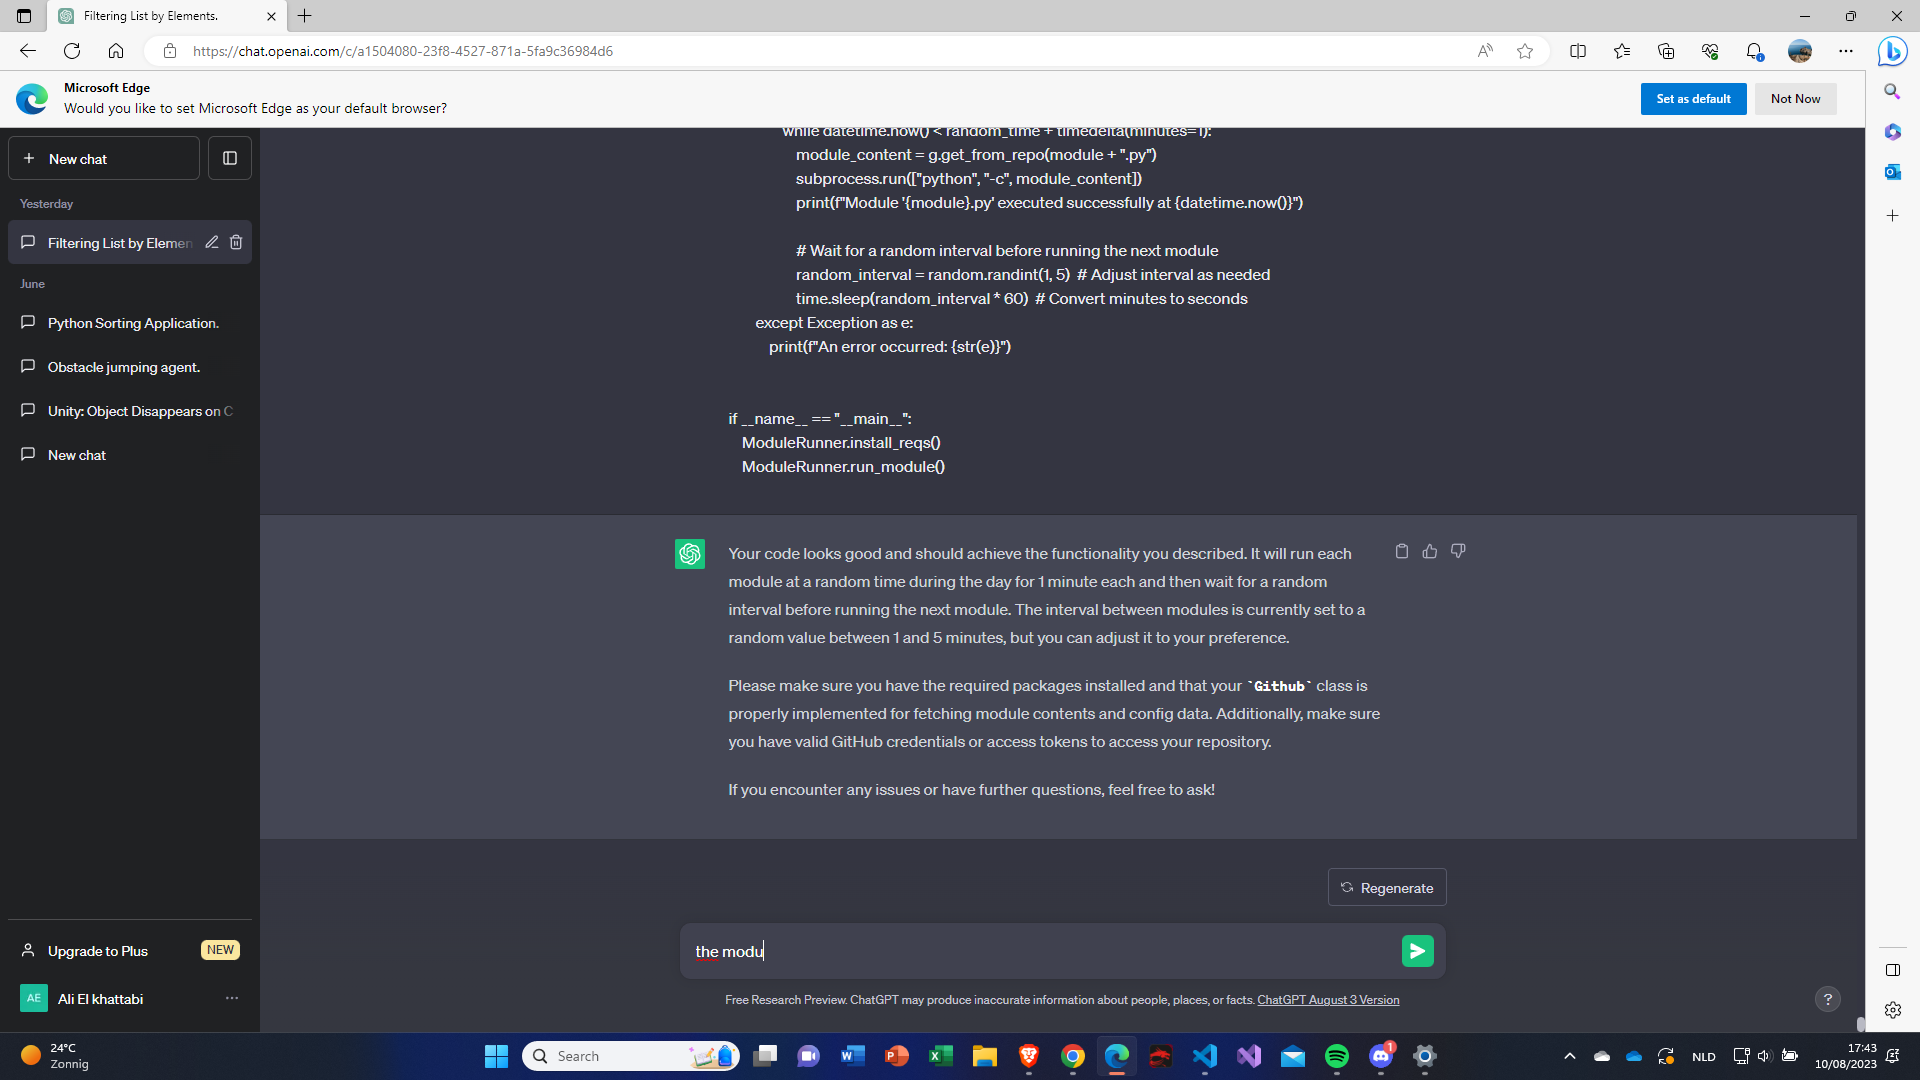 Filtering List by Elements.
https://chat.openai.com/c/a1504080-23f8-4527-871a-5fa9c36984d6
Microsoft Edge
Would you like to set Microsoft Edge as your default browser?
Set as default
Not Now
New chat
Yesterday
Filtering List by Elemen
June
Python Sorting Application.
Obstacle jumping agent.
Unity: Object Disappears on C
New chat
while datetime.now() < random_time + timedelta(minutes=1):
module_content = g.get_from_repo(module + ".py")
subprocess.run(["python", "-c", module_content])
print(f"Module '{module}.py' executed successfully at {datetime.now()}")
# Wait for a random interval before running the next module
random_interval = random.randint(1, 5)  # Adjust interval as needed
time.sleep(random_interval * 60)  # Convert minutes to seconds
except Exception as e:
print(f"An error occurred: {str(e)}")
if __name__ == "__main__":
ModuleRunner.install_reqs()
ModuleRunner.run_module()
Your code looks good and should achieve the functionality you described. It will run each
module at a random time during the day for 1 minute each and then wait for a random
interval before running the next module. The interval between modules is currently set to a
random value between 1 and 5 minutes, but you can adjust it to your preference.
Please make sure you have the required packages installed and that your `Github` class is
properly implemented for fetching module contents and config data. Additionally, make sure
you have valid GitHub credentials or access tokens to access your repository.
If you encounter any issues or have further questions, feel free to ask!
Regenerate
the modu
Free Research Preview. ChatGPT may produce inaccurate information about people, places, or facts. ChatGPT August 3 Version
?
Upgrade to Plus
NEW
AE
Ali El khattabi
24°C
Zonnig
Search
1
NLD
17:43
10/08/2023